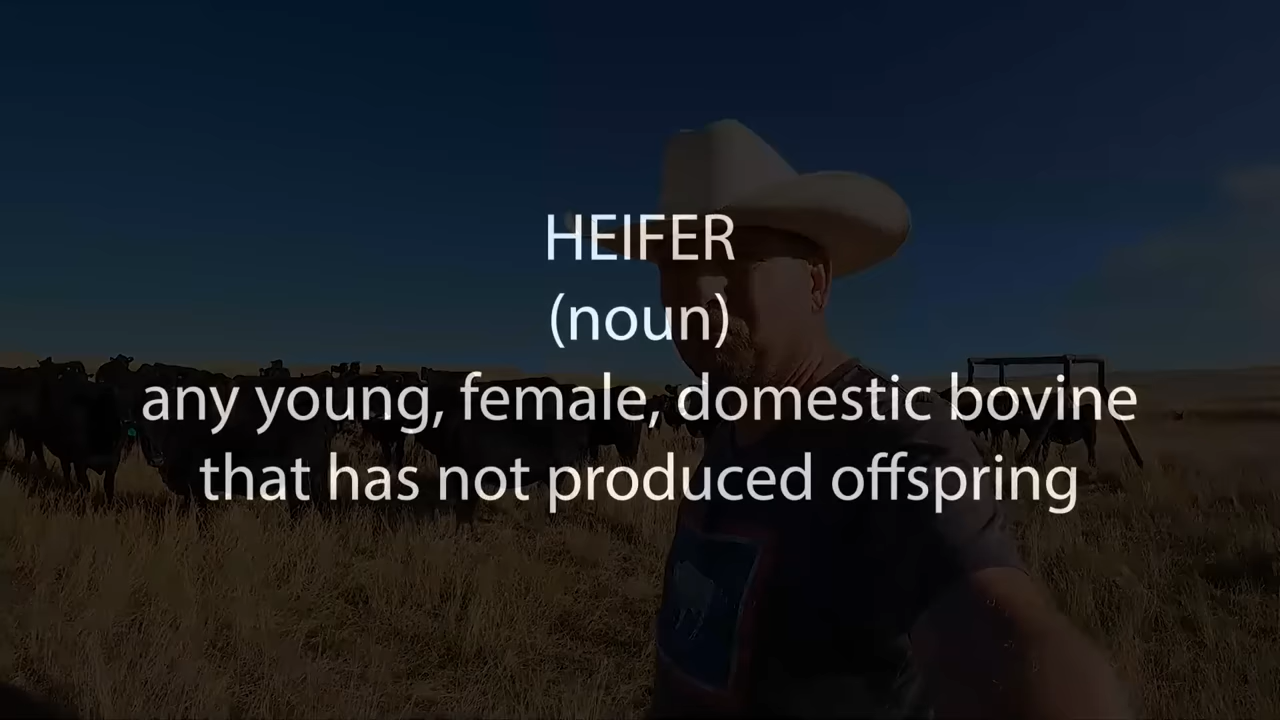 HEIFER
(noun)
any young, female, domestic bovine
that has not produced offspring